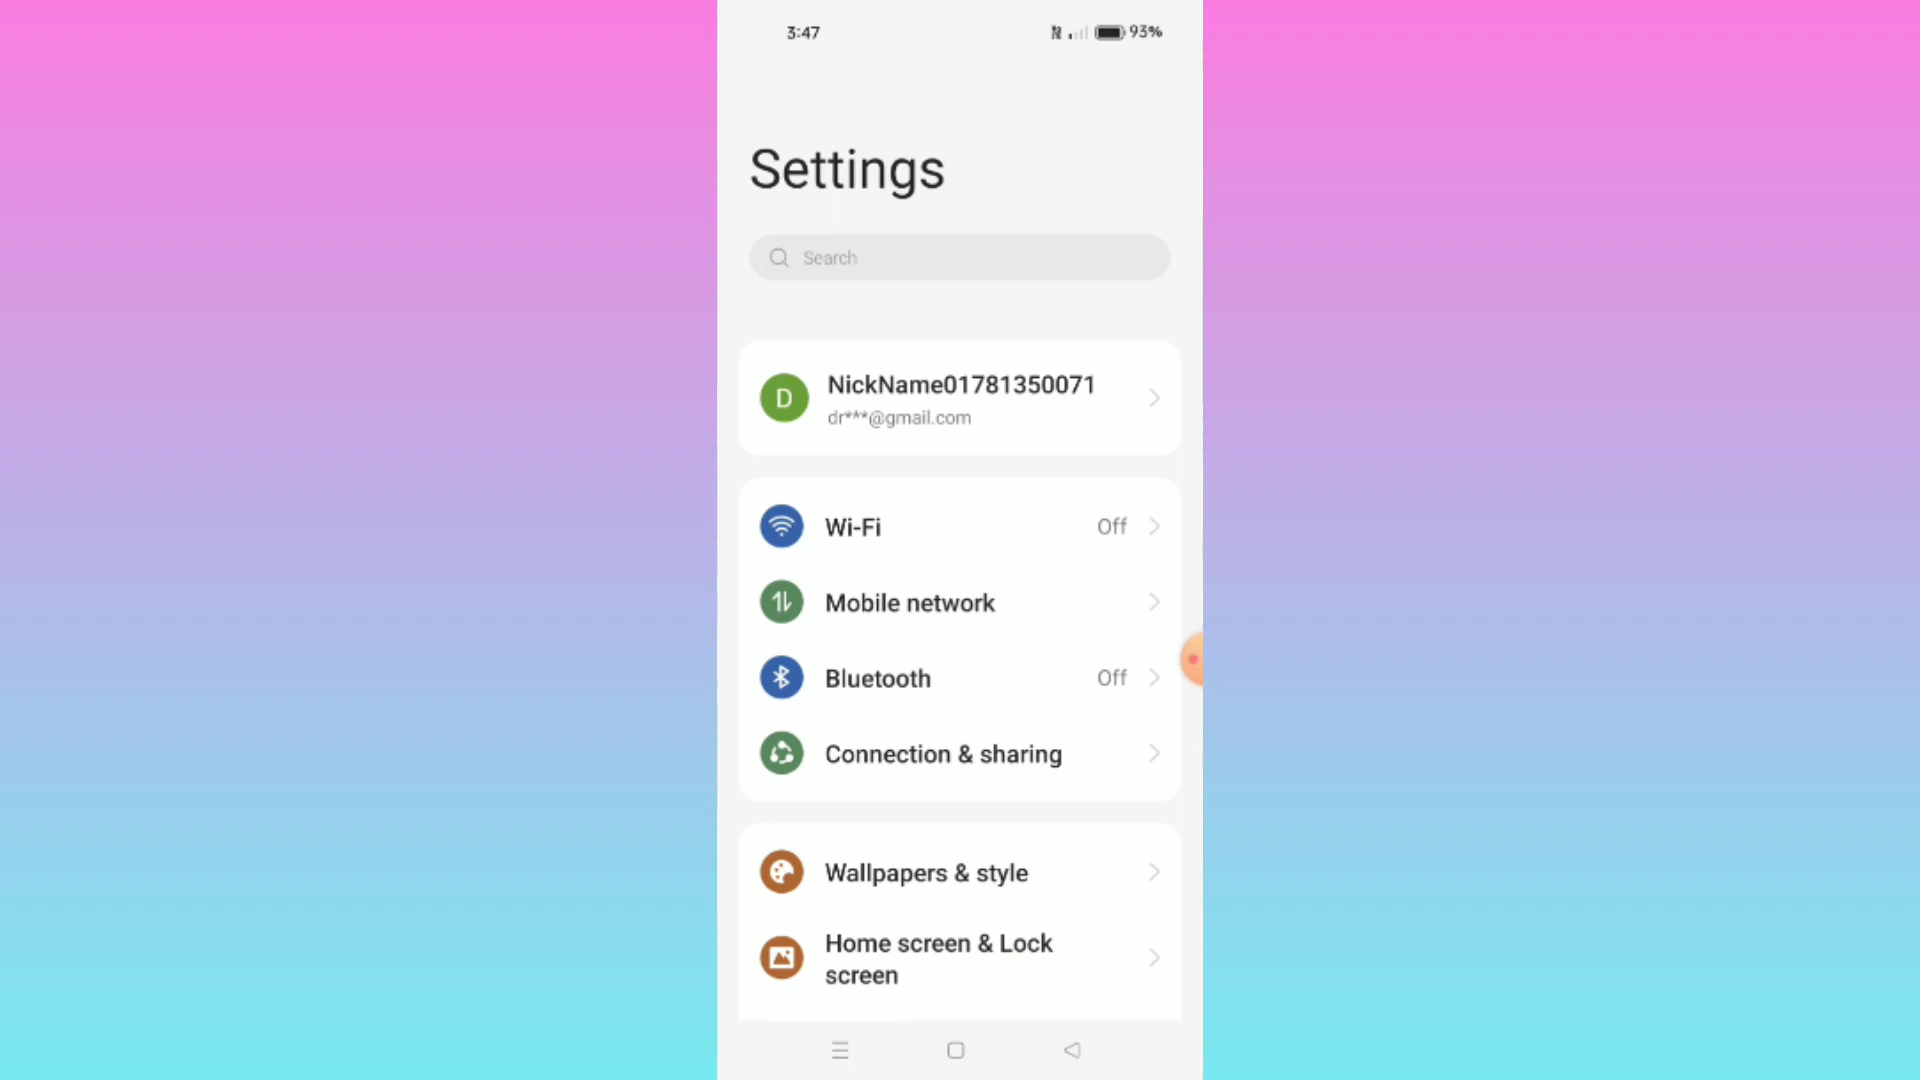 3:47
93%
Settings
Search
D
NickName01781350071
dr***@gmail.com
Wi-Fi
Off
Mobile network
Bluetooth
Off
Connection & sharing
Wallpapers & style
Home screen & Lock
screen